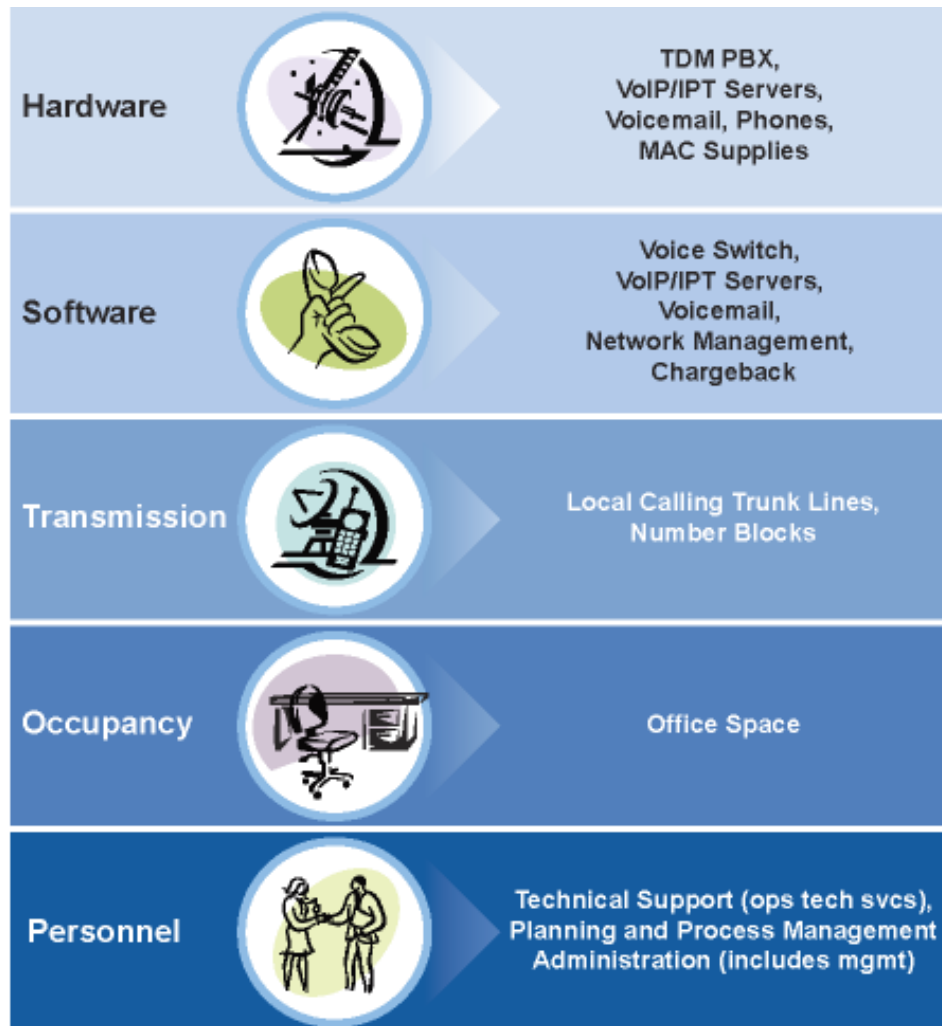 Hardware
TDM PBX,
VoIP/IPT Servers,
Voicemail, Phones,
MAC Supplies
Software
Voice Switch,
VoIP/IPT Servers,
Voicemail,
Network Management,
Chargeback
Transmission
Local Calling Trunk Lines,
Number Blocks
Occupancy
Office Space
Personnel
Technical Support (ops tech svcs),
Planning and Process Management
Administration (includes mgmt)